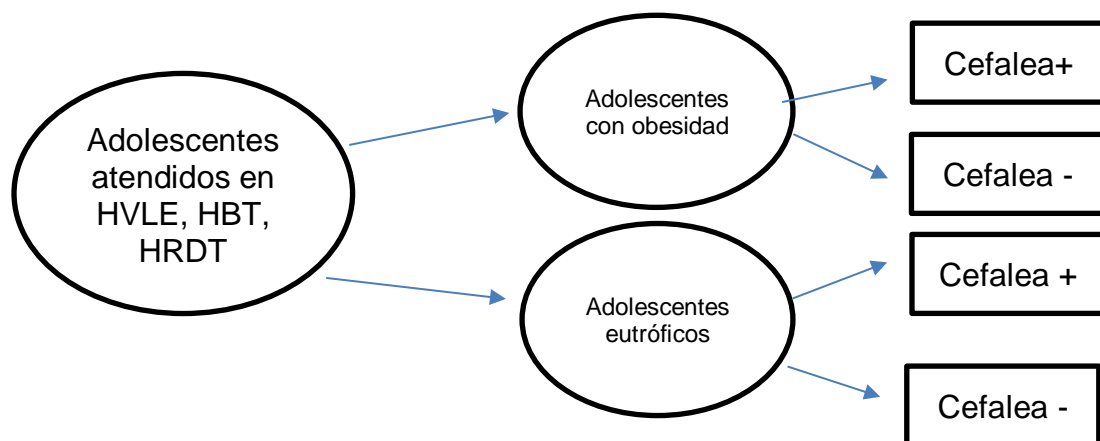 Adolescentes
atendidos en
HVLE, HBT,
HRDT
Adolescentes
con obesidad
Cefalea+
Cefalea -
Adolescentes
eutróficos
Cefalea +
Cefalea -